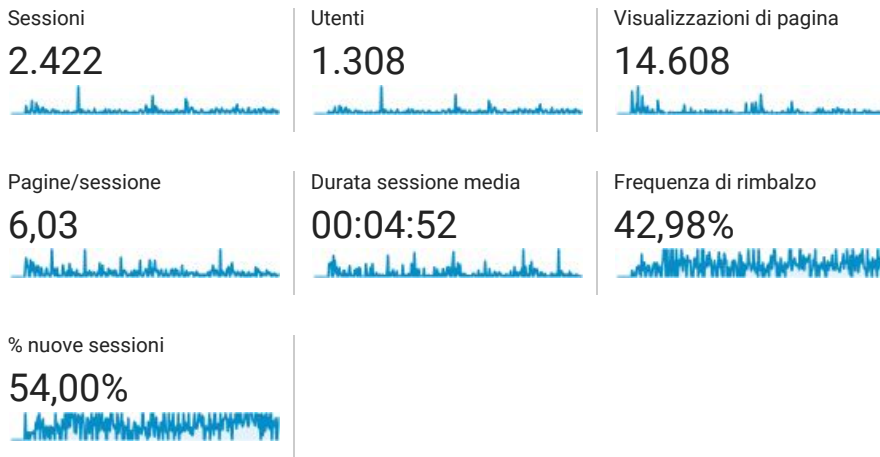 Sessioni
2.422
Utenti
1.308
Visualizzazioni di pagina
14.608
Pagine/sessione
6,03
Durata sessione media
00:04:52
Frequenza di rimbalzo
42,98%
% nuove sessioni
54,00%